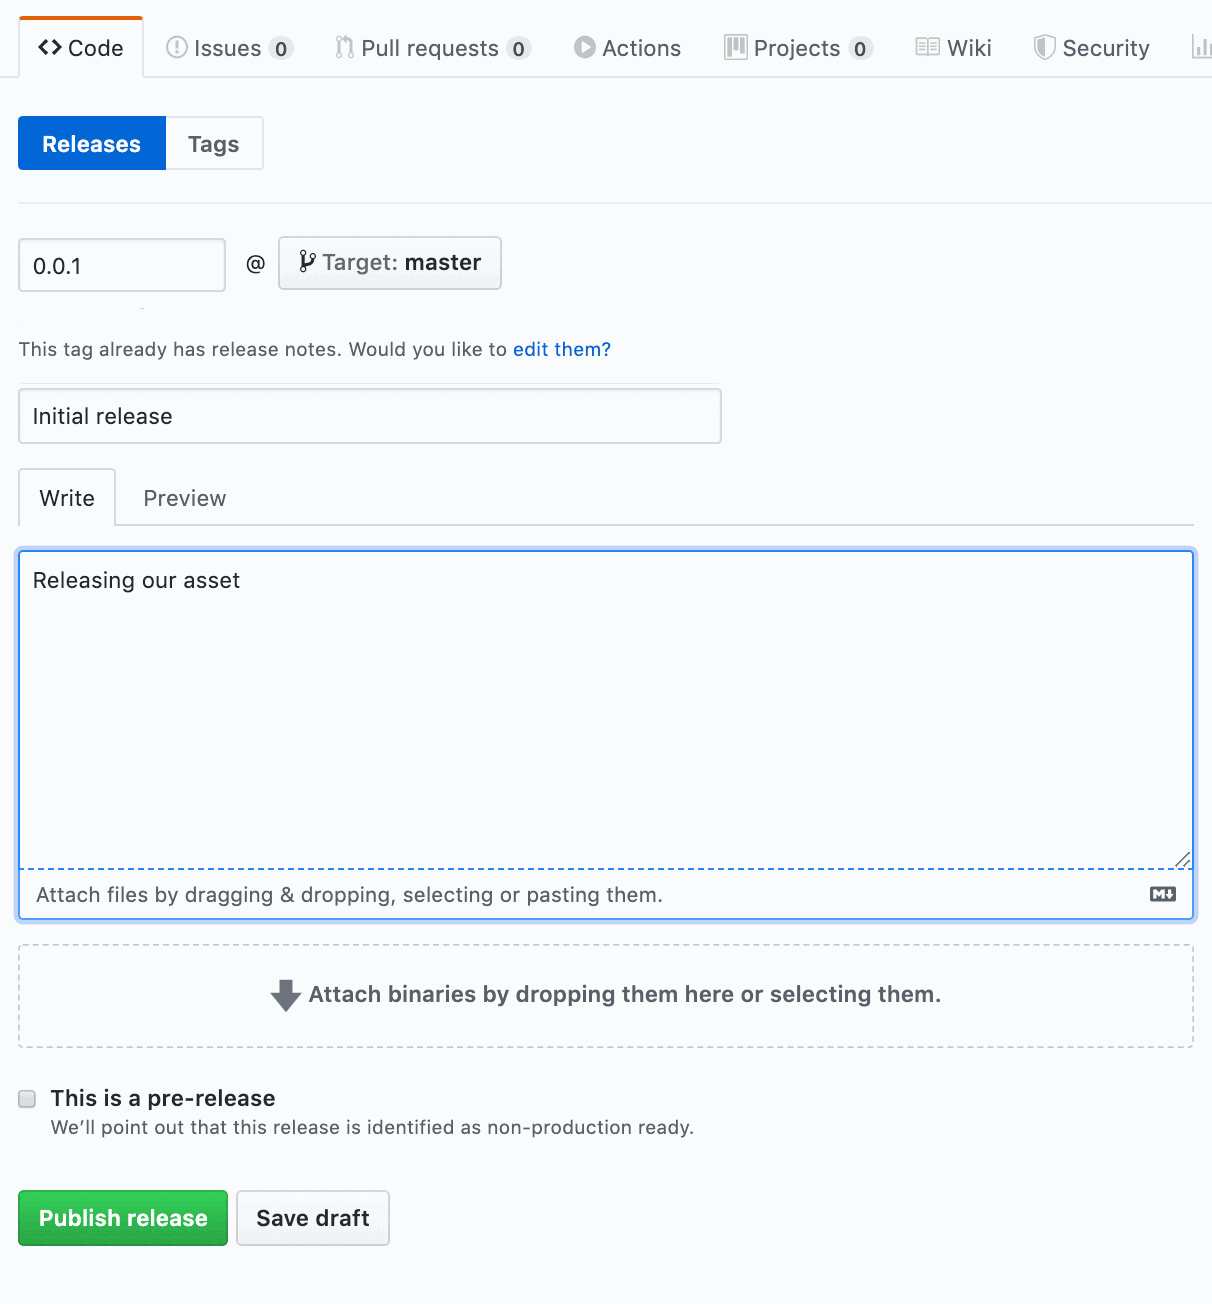 Code Issues 0 Pull requests 0 Actions Projects 0 Wiki Security
Releases Tags
0.0.1 @ Target: master
This tag already has release notes. Would you like to edit them?
Initial release
Write Preview
Releasing our asset
Attach files by dragging & dropping, selecting or pasting them.
Attach binaries by dropping them here or selecting them.
This is a pre-release
We’ll point out that this release is identified as non-production ready.
Publish release Save draft